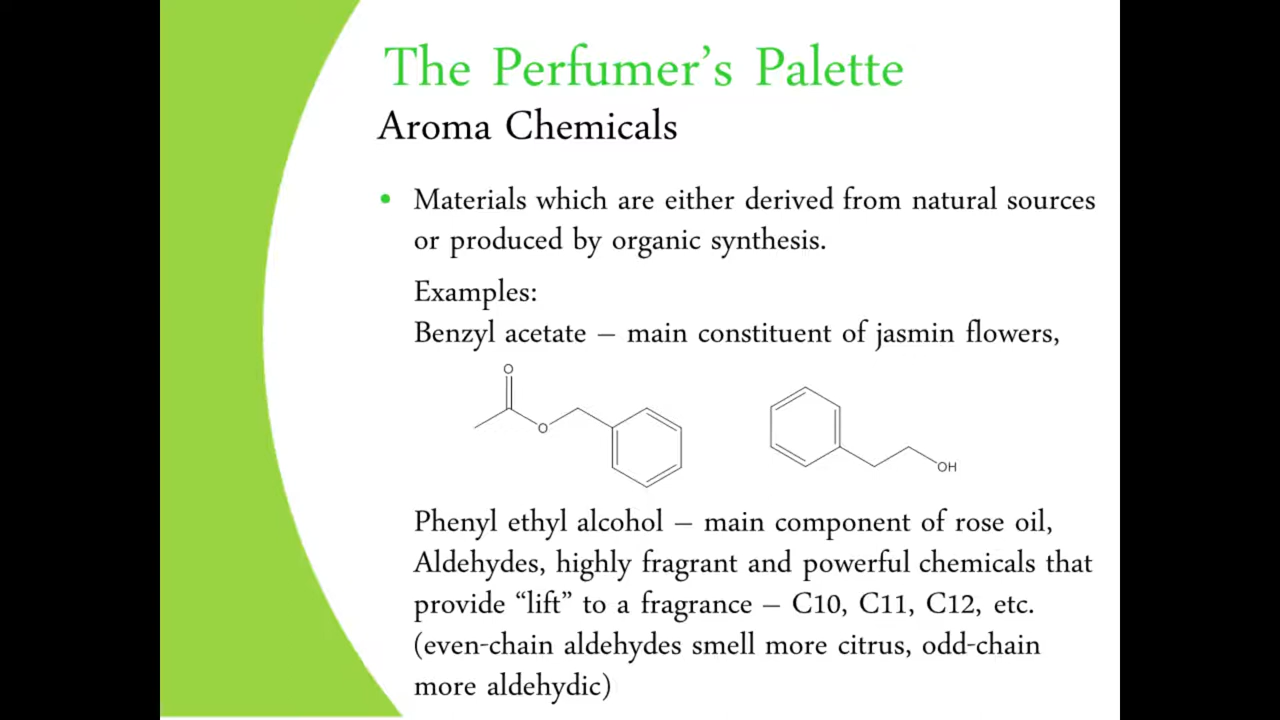 The Perfumer’s Palette
Aroma Chemicals
• Materials which are either derived from natural sources
or produced by organic synthesis.
Examples:
Benzyl acetate – main constituent of jasmin flowers,
O
O
OH
Phenyl ethyl alcohol – main component of rose oil,
Aldehydes, highly fragrant and powerful chemicals that
provide “lift” to a fragrance – C10, C11, C12, etc.
(even-chain aldehydes smell more citrus, odd-chain
more aldehydic)